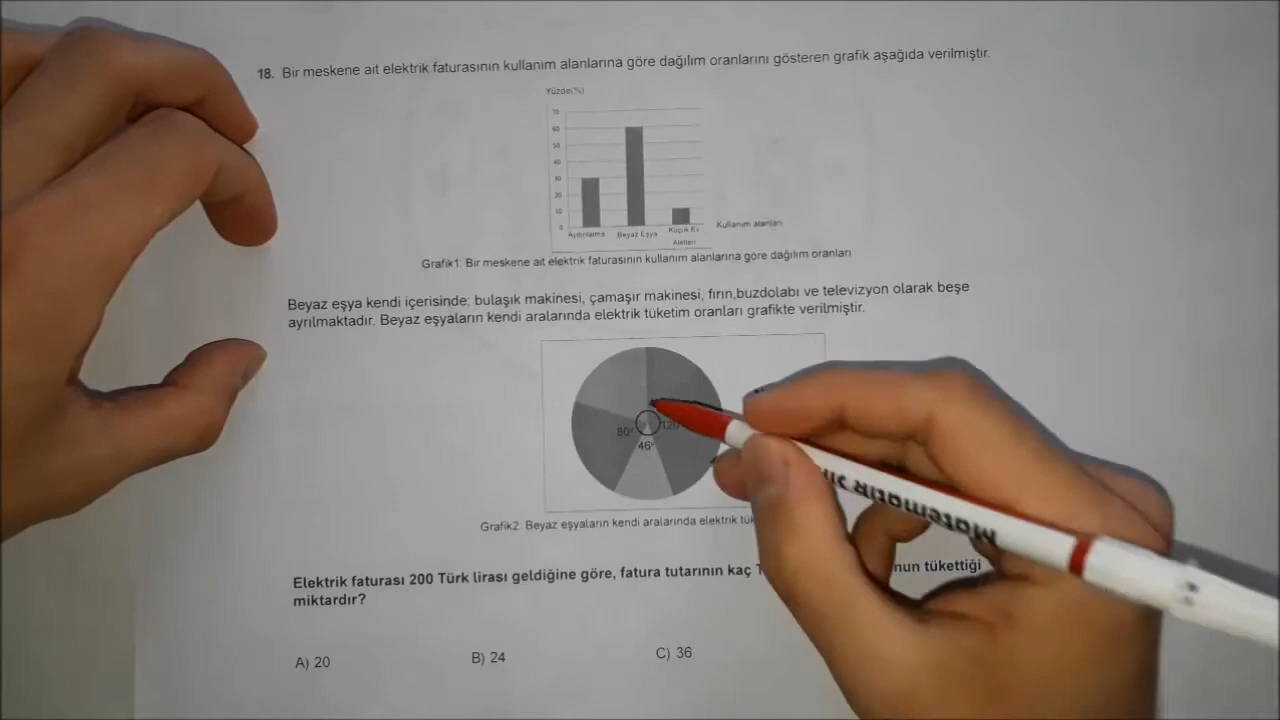 18. Bir meskene ait elektrik faturasının kullanım alanlarına göre dağılım oranlarını gösteren grafik aşağıda verilmiştir.
Yüzde(%)
70
60
50
40
30
20
10
0
Aydınlatma Beyaz Eşya Küçük Ev Aletleri
Kullanım alanları
Grafik1: Bir meskene ait elektrik faturasının kullanım alanlarına göre dağılım oranları
Beyaz eşya kendi içerisinde; bulaşık makinesi, çamaşır makinesi, fırın,buzdolabı ve televizyon olarak beşe
ayrılmaktadır. Beyaz eşyaların kendi aralarında elektrik tüketim oranları grafikte verilmiştir.
80°
120
46°
Grafik2: Beyaz eşyaların kendi aralarında elektrik
Elektrik faturası 200 Türk lirası geldiğine göre, fatura tutarının kaç nun tükettiği
miktardır?
A) 20 B) 24 C) 36
Matematik